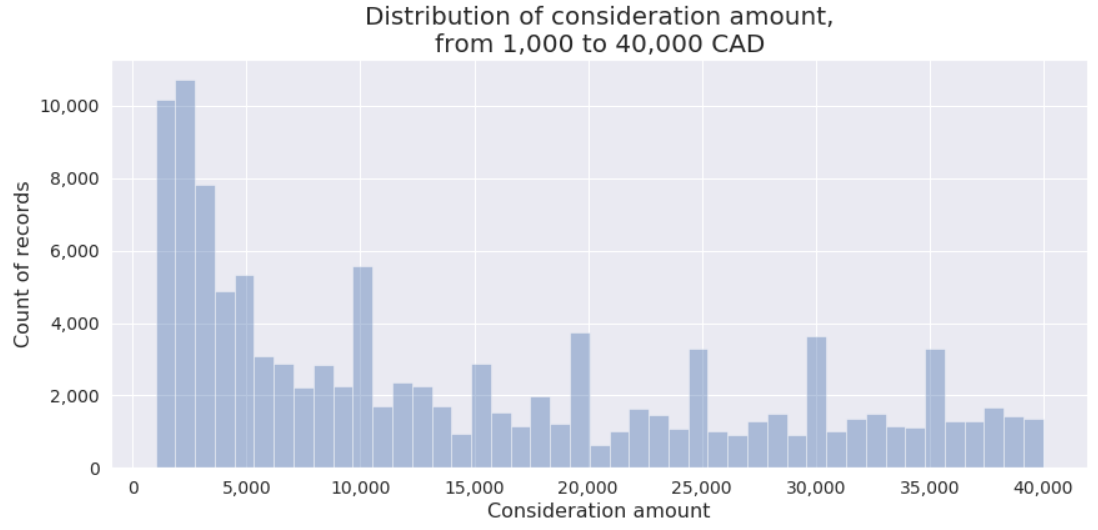 Distribution of consideration amount,
from 1,000 to 40,000 CAD
Count of records
10,000
8,000
6,000
4,000
2,000
0
0 5,000 10,000 15,000 20,000 25,000 30,000 35,000 40,000
Consideration amount